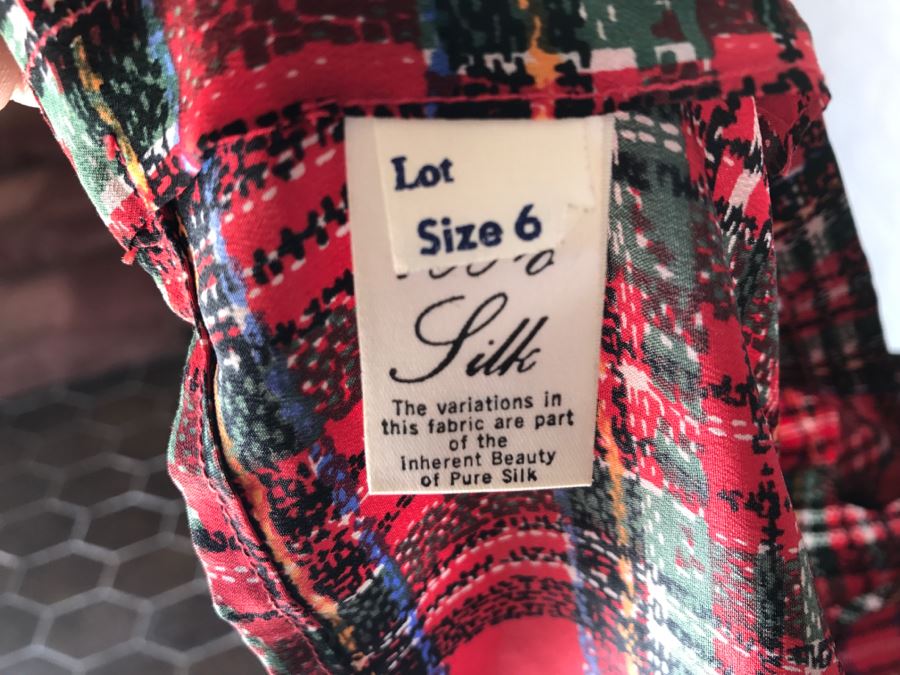 Lot
Size 6
Silk
The variations in
this fabric are part
of the
Inherent Beauty
of Pure Silk